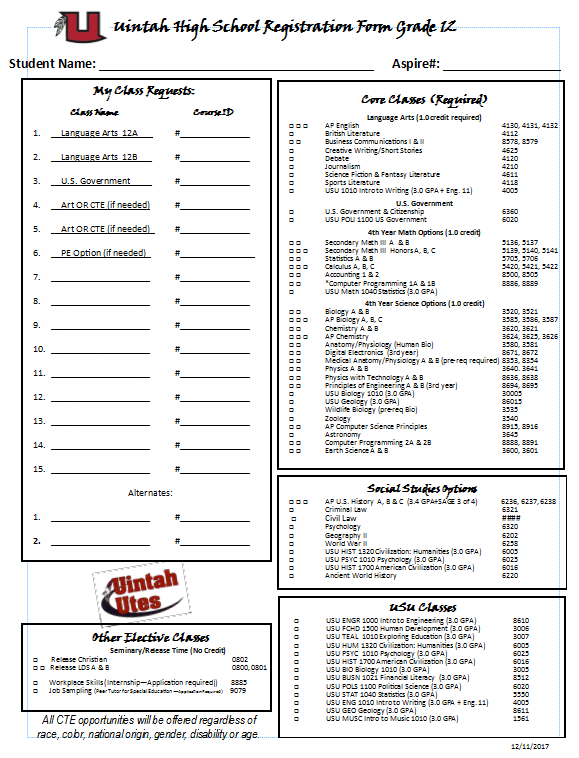 Uintah High School Registration Form Grade 12
Student Name: ____________________ Aspire#: ____________________
My Class Requests:
Class Name Course ID
1. Language Arts 12A #
2. Language Arts 12B #
3. U.S. Government #
4. Art OR CTE (if needed) #
5. Art OR CTE (if needed) #
6. PE Option (if needed) #
7. #
8. #
9. #
10. #
11. #
12. #
13. #
14. #
15. #
Alternates:
1. #
2. #
Uintah
Utes
Other Elective Classes
Seminary/Release Time (No Credit)
□ Release Christian 0802
□ □ Release LDS A & B 0800, 0801
□ Workplace Skills (Internship—Application required)) 8885
□ Job Sampling (Peer Tutor for Special Education —Application Required) 9079
All CTE opportunities will be offered regardless of
race, color, national origin, gender, disability or age.
Core Classes (Required)
Language Arts (1.0 credit required)
□ □ □ AP English 4130, 4131, 4132
□ British Literature 4112
□ □ Business Communications I & II 8578, 8579
□ Creative Writing/Short Stories 4625
□ Debate 4120
□ Journalism 4210
□ Science Fiction & Fantasy Literature 4611
□ Sports Literature 4118
□ USU 1010 Intro to Writing (3.0 GPA + Eng. 11) 4005
U.S. Government
□ U.S. Government & Citizenship 6360
□ USU POLI 1100 US Government 6020
4th Year Math Options (1.0 credit)
□ □ Secondary Math III A & B 5136, 5137
□ □ □ Secondary Math III Honors A, B, C 5139, 5140, 5141
□ □ Statistics A & B 5705, 5706
□ □ □ Calculus A, B, C 5420, 5421, 5422
□ □ Accounting 1 & 2 8500, 8505
□ □ *Computer Programming 1A & 1B 8886, 8889
□ USU Math 1040 Statistics (3.0 GPA)
4th Year Science Options (1.0 credit)
□ □ Biology A & B 3520, 3521
□ □ □ AP Biology A, B, C 3585, 3586, 3587
□ □ Chemistry A & B 3620, 3621
□ □ □ AP Chemistry 3624, 3625, 3626
□ □ Anatomy/Physiology (Human Bio) 3580, 3581
□ □ Digital Electronics (3rd year) 8671, 8672
□ □ Medical Anatomy/Physiology A & B (pre-req required) 8353, 8354
□ □ Physics A & B 3640, 3641
□ □ Physics with Technology A & B 8636, 8638
□ □ Principles of Engineering A & B (3rd year) 8694, 8695
□ USU Biology 1010 (3.0 GPA) 30005
□ USU Geology (3.0 GPA) 86015
□ Wildlife Biology (pre-req Bio) 3535
□ Zoology 3540
□ □ AP Computer Science Principles 8915, 8916
□ Astronomy 3645
□ □ Computer Programming 2A & 2B 8888, 8891
□ □ Earth Science A & B 3600, 3601
Social Studies Options
□ □ □ AP U.S. History A, B & C (3.4 GPA+SAGE 3 of 4) 6236, 6237, 6238
□ Criminal Law 6321
□ Civil Law ####
□ Psychology 6320
□ Geography II 6202
□ World War II 6258
□ USU HIST 1320 Civilization: Humanities (3.0 GPA) 6005
□ USU PSYC 1010 Psychology (3.0 GPA) 6025
□ USU HIST 1700 American Civilization (3.0 GPA) 6016
□ Ancient World History 6220
USU Classes
□ USU ENGR 1000 Intro to Engineering (3.0 GPA) 8610
□ USU FCHD 1500 Human Development (3.0 GPA) 3006
□ USU TEAL 1010 Exploring Education (3.0 GPA) 3007
□ USU HUM 1320 Civilization: Humanities (3.0 GPA) 6005
□ USU PSYC 1010 Psychology (3.0 GPA) 6025
□ USU HIST 1700 American Civilization (3.0 GPA) 6016
□ USU BIO Biology 1010 (3.0 GPA) 3005
□ USU BUSN 1021 Financial Literacy (3.0 GPA) 8512
□ USU POLS 1100 Political Science (3.0 GPA) 6020
□ USU STAT 1040 Statistics (3.0 GPA) 5550
□ USU ENG 1010 Intro to Writing (3.0 GPA + Eng. 11) 4005
□ USU GEO Geology (3.0 GPA) 8611
□ USU MUSC Intro to Music 1010 (3.0 GPA) 1561
12/11/2017